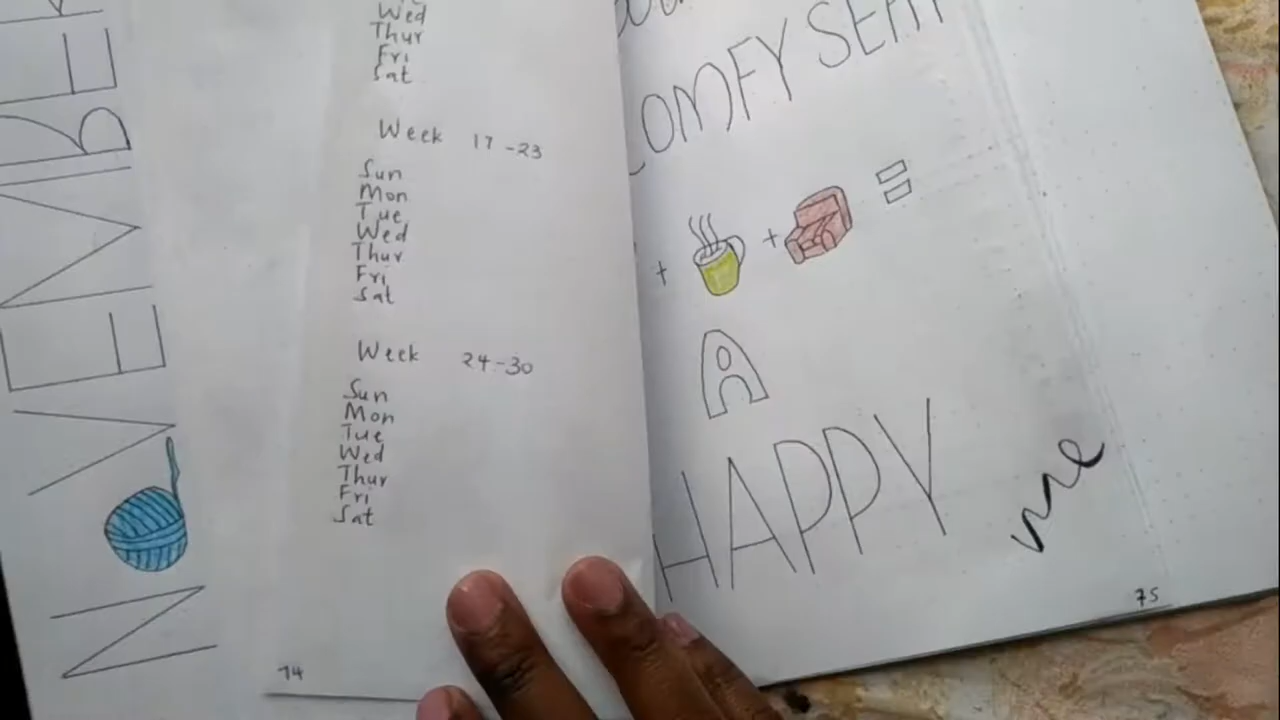 NOVEMBER
Wed
Thur
Fri
Sat
Week 17-23
Sun
Mon
Tue
Wed
Thur
Fri
Sat
Week 24-30
Sun
Mon
Tue
Wed
Thur
Fri
Sat
74
COMFY SEAT
+ + =
A
HAPPY
me
75